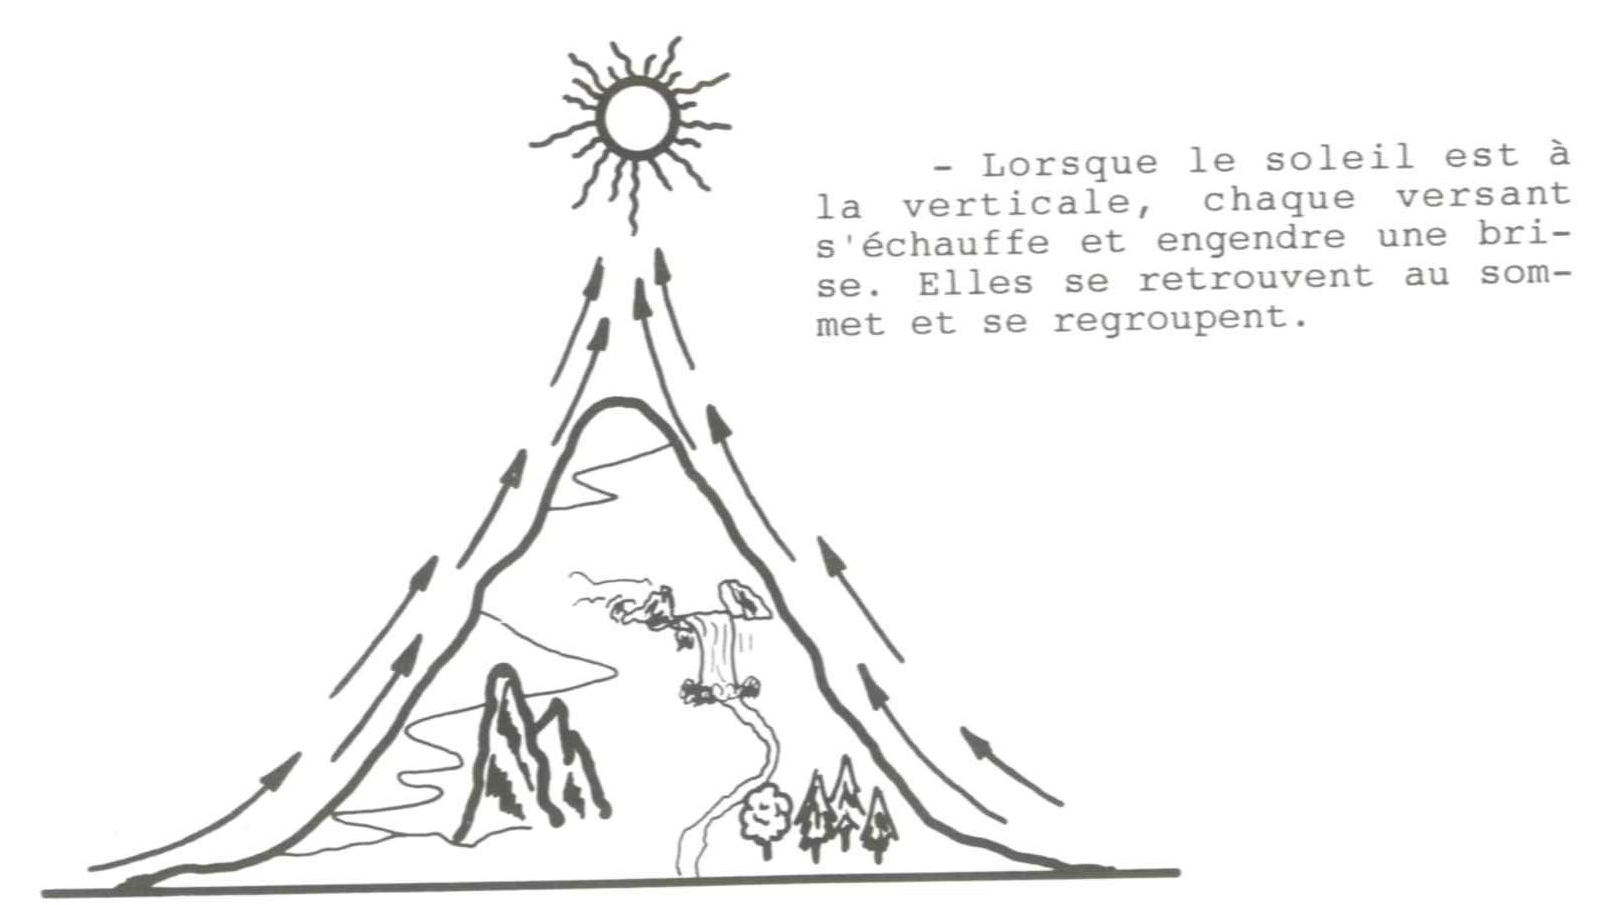 - Lorsque le soleil est à
la verticale, chaque versant
s'échauffe et engendre une bri-
se. Elles se retrouvent au som-
met et se regroupent.